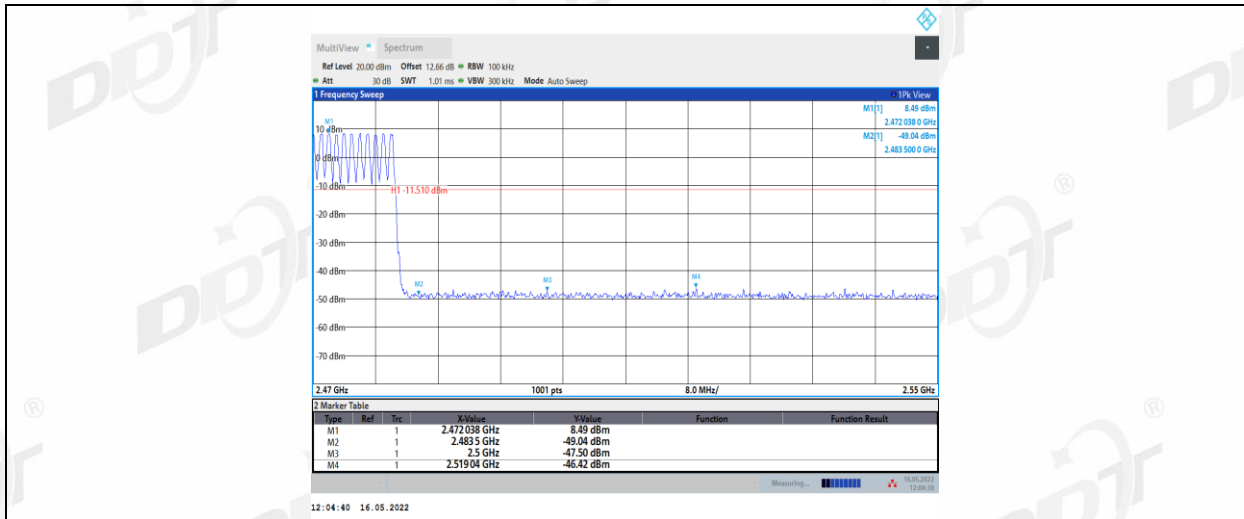 MultiView Spectrum
Ref Level 20.00 dBm Offset 12.66 dB RBW 100 kHz
Att 30 dB SWT 1.01 ms VBW 300 kHz Mode Auto Sweep
1 Frequency Sweep 1Pk View
M1[1] 8.49 dBm
2.472 038 0 GHz
M2[1] -49.04 dBm
2.483 500 0 GHz
M1
10 dBm
0 dBm
-10 dBm
H1 -11.510 dBm
-20 dBm
-30 dBm
-40 dBm
M2 M3 M4
-50 dBm
-60 dBm
-70 dBm
2.47 GHz 1001 pts 8.0 MHz/ 2.55 GHz
2 Marker Table
Type Ref Trc X-Value Y-Value Function Function Result
M1 1 2.472 038 GHz 8.49 dBm
M2 1 2.483 5 GHz -49.04 dBm
M3 1 2.5 GHz -47.50 dBm
M4 1 2.519 04 GHz -46.42 dBm
Measuring... 16.05.2022
12:04:39
12:04:40 16.05.2022
DDT
®